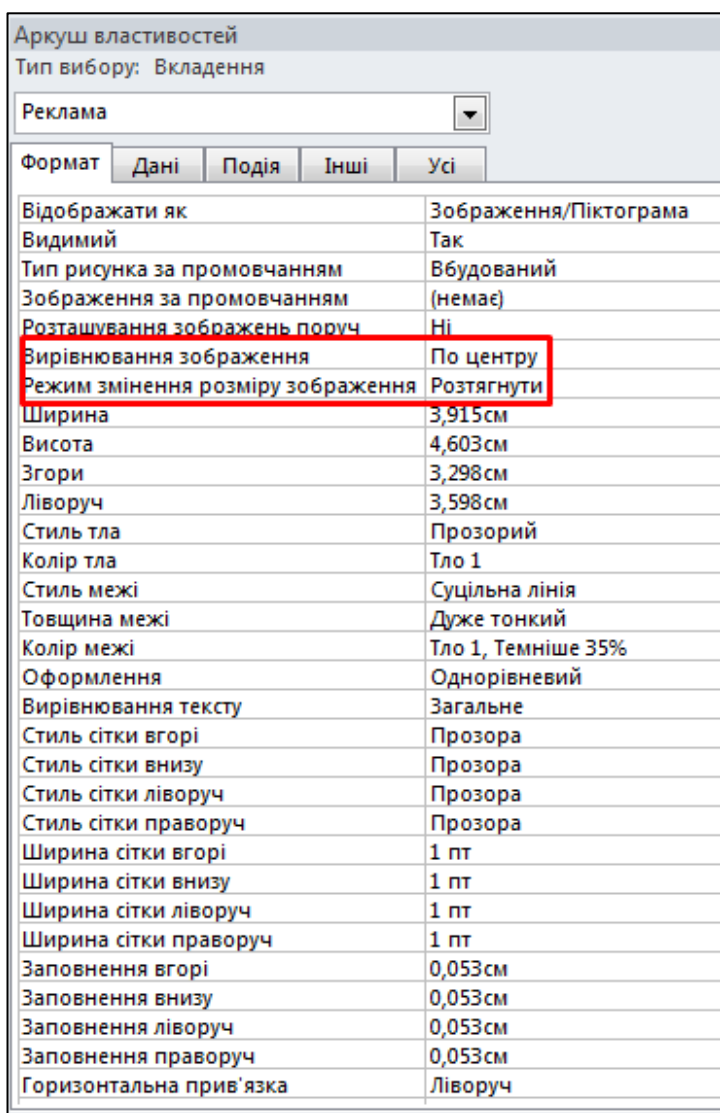 Аркуш властивостей
Тип вибору: Вкладення
Реклама
Формат Дані Подія Інші Усі
Відображати як Зображення/Піктограма
Видимий Так
Тип рисунка за промовчанням Вбудований
Зображення за промовчанням (немає)
Розташування зображень поруч Ні
Вирівнювання зображення По центру
Режим змінення розміру зображення Розтягнути
Ширина 3,915см
Висота 4,603см
Згори 3,298см
Ліворуч 3,598см
Стиль тла Прозорий
Колір тла Тло 1
Стиль межі Суцільна лінія
Товщина межі Дуже тонкий
Колір межі Тло 1, Темніше 35%
Оформлення Однорівневий
Вирівнювання тексту Загальне
Стиль сітки вгорі Прозора
Стиль сітки внизу Прозора
Стиль сітки ліворуч Прозора
Стиль сітки праворуч Прозора
Ширина сітки вгорі 1 пт
Ширина сітки внизу 1 пт
Ширина сітки ліворуч 1 пт
Ширина сітки праворуч 1 пт
Заповнення вгорі 0,053см
Заповнення внизу 0,053см
Заповнення ліворуч 0,053см
Заповнення праворуч 0,053см
Горизонтальна прив'язка Ліворуч